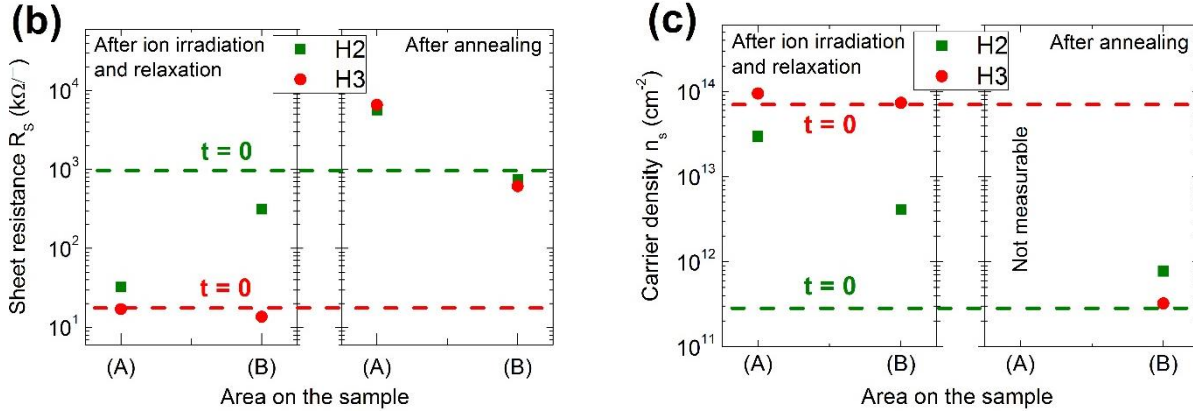 (b)
After ion irradiation
and relaxation
H2
H3
After annealing
t = 0
t = 0
Sheet resistance R_S (kΩ/)
10^4
10^3
10^2
10^1
(A)
(B)
(A)
(B)
Area on the sample
(c)
After ion irradiation
and relaxation
H2
H3
After annealing
t = 0
t = 0
Not measurable
Carrier density n_s (cm^-2)
10^14
10^13
10^12
10^11
(A)
(B)
(A)
(B)
Area on the sample